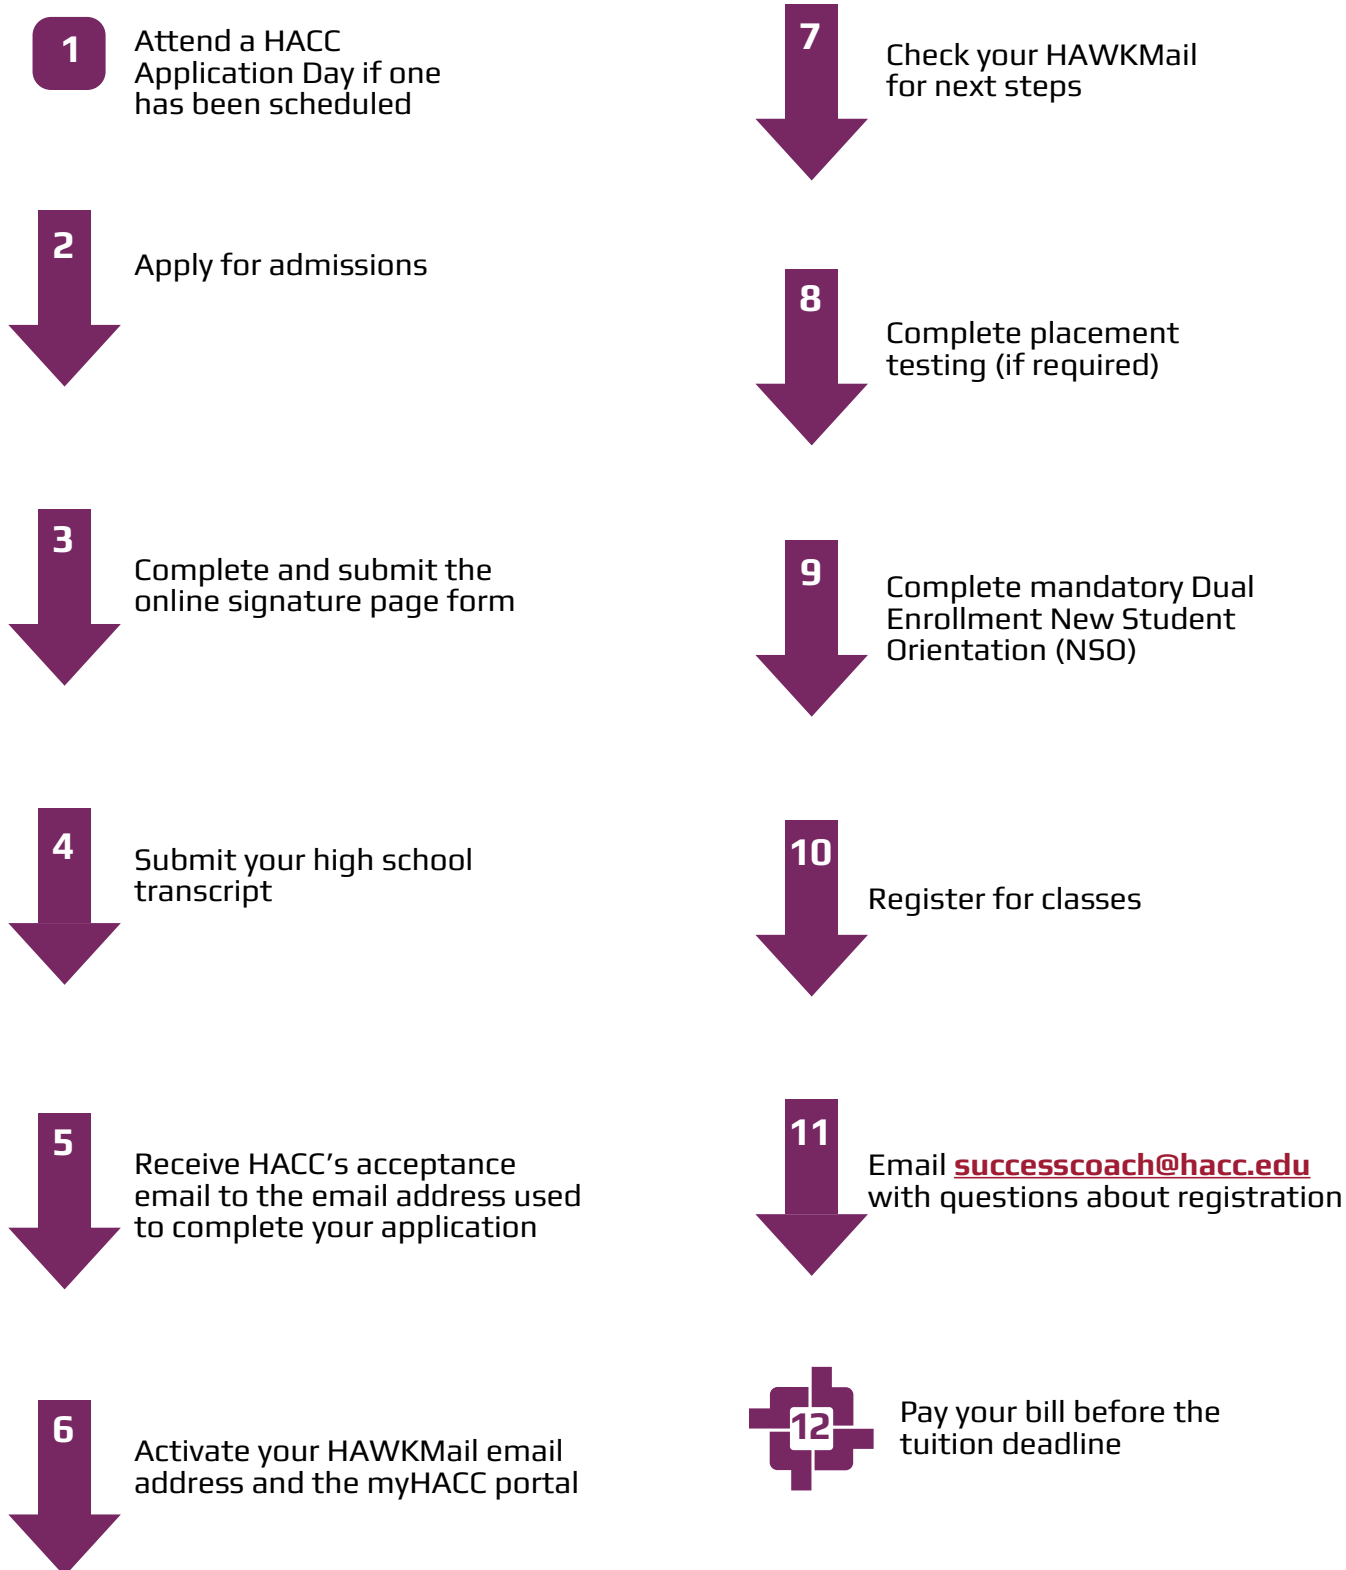 1
Attend a HACC
Application Day if one
has been scheduled
2
Apply for admissions
3
Complete and submit the
online signature page form
4
Submit your high school
transcript
5
Receive HACC’s acceptance
email to the email address used
to complete your application
6
Activate your HAWKMail email
address and the myHACC portal
7
Check your HAWKMail
for next steps
8
Complete placement
testing (if required)
9
Complete mandatory Dual
Enrollment New Student
Orientation (NSO)
10
Register for classes
11
Email successcoach@hacc.edu
with questions about registration
12
Pay your bill before the
tuition deadline